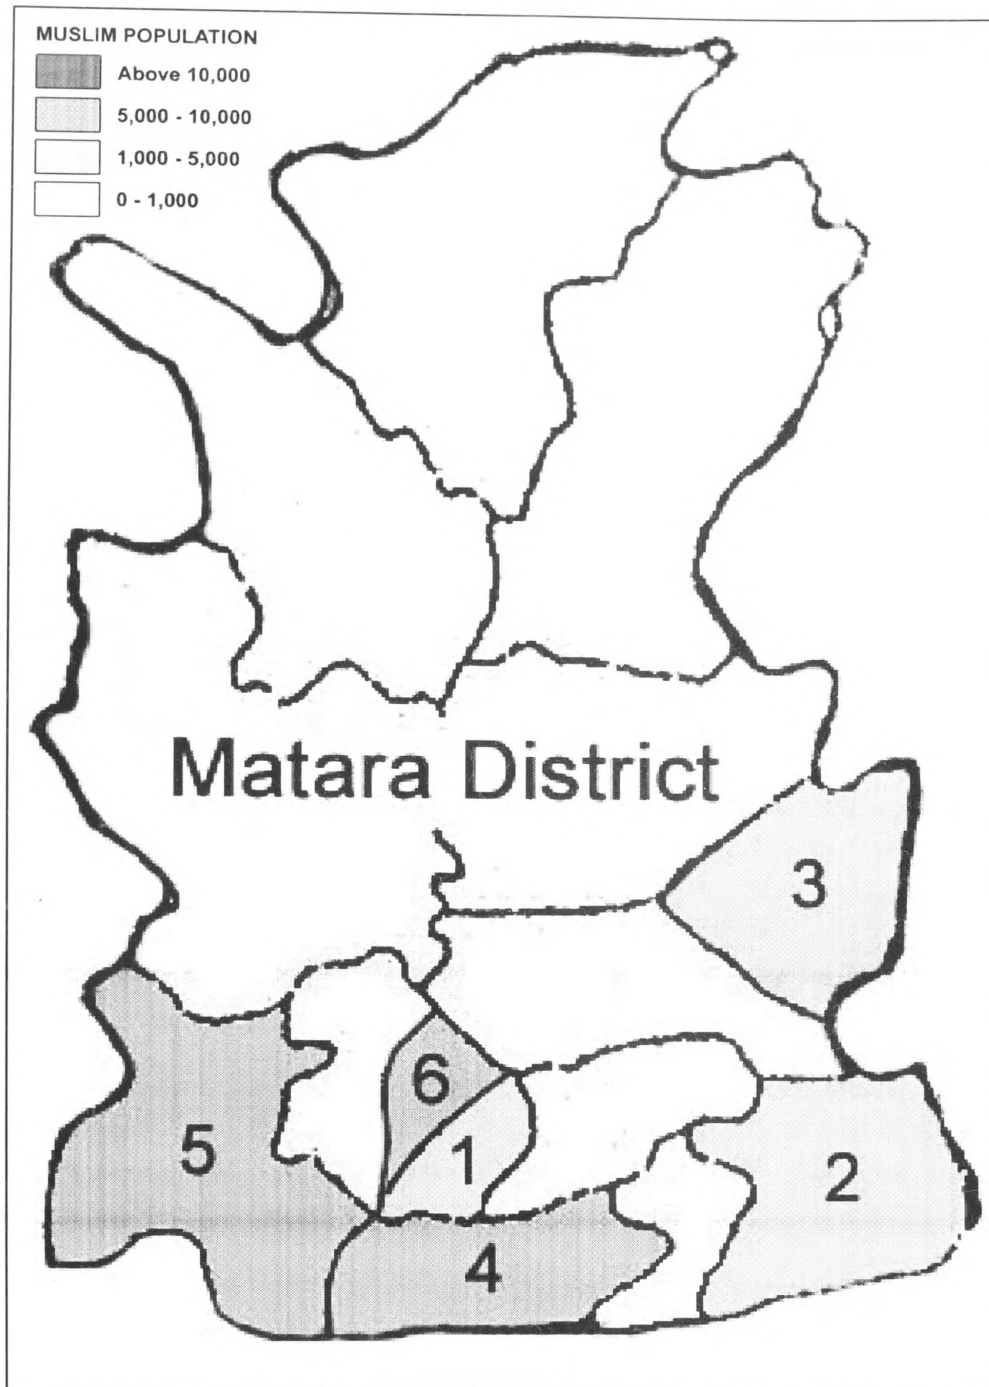 MUSLIM POPULATION
Above 10,000
5,000 - 10,000
1,000 - 5,000
0 - 1,000
Matara District
3
6
5
1
2
4